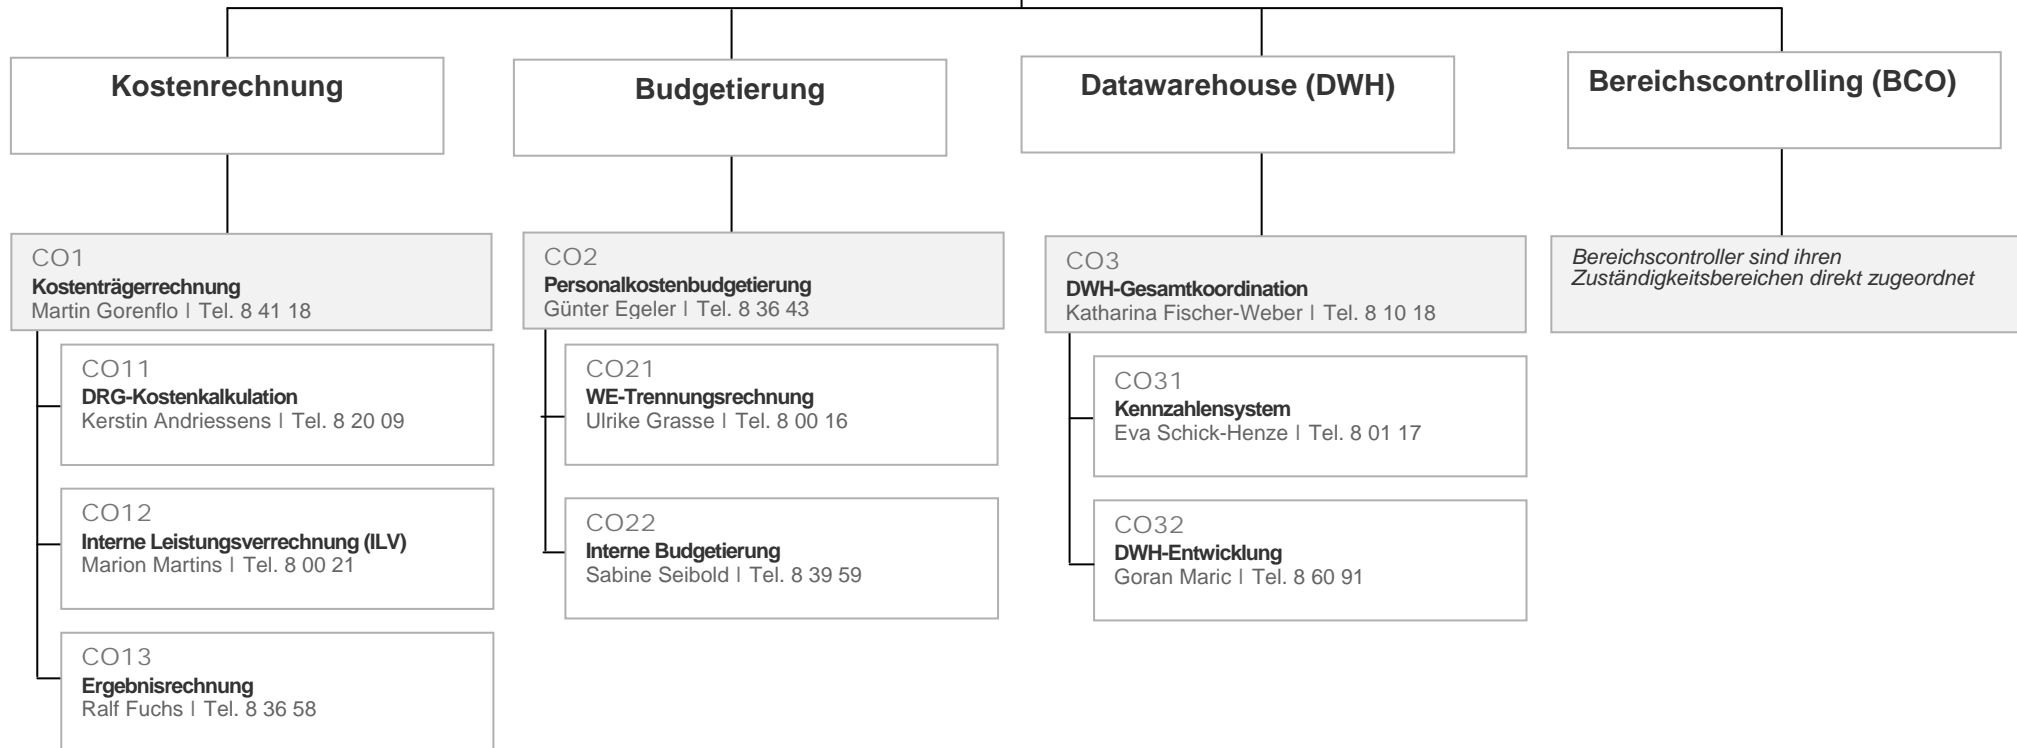 Kostenrechnung
Budgetierung
Datawarehouse (DWH)
Bereichscontrolling (BCO)
CO1
Kostenträgerrechnung
Martin Gorenflo | Tel. 8 41 18
CO11
DRG-Kostenkalkulation
Kerstin Andriessens | Tel. 8 20 09
CO12
Interne Leistungsverrechnung (ILV)
Marion Martins | Tel. 8 00 21
CO13
Ergebnisrechnung
Ralf Fuchs | Tel. 8 36 58
CO2
Personalkostenbudgetierung
Günter Egeler | Tel. 8 36 43
CO21
WE-Trennungsrechnung
Ulrike Grasse | Tel. 8 00 16
CO22
Interne Budgetierung
Sabine Seibold | Tel. 8 39 59
CO3
DWH-Gesamtkoordination
Katharina Fischer-Weber | Tel. 8 10 18
CO31
Kennzahlensystem
Eva Schick-Henze | Tel. 8 01 17
CO32
DWH-Entwicklung
Goran Maric | Tel. 8 60 91
Bereichscontroller sind ihren
Zuständigkeitsbereichen direkt zugeordnet